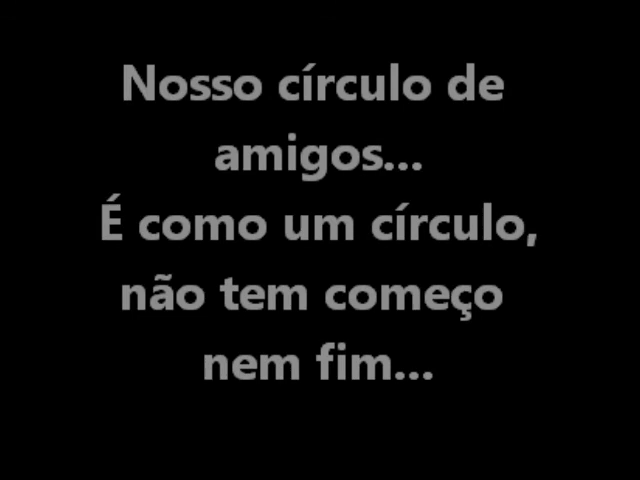 Nosso círculo de
amigos...
É como um círculo,
não tem começo
nem fim...